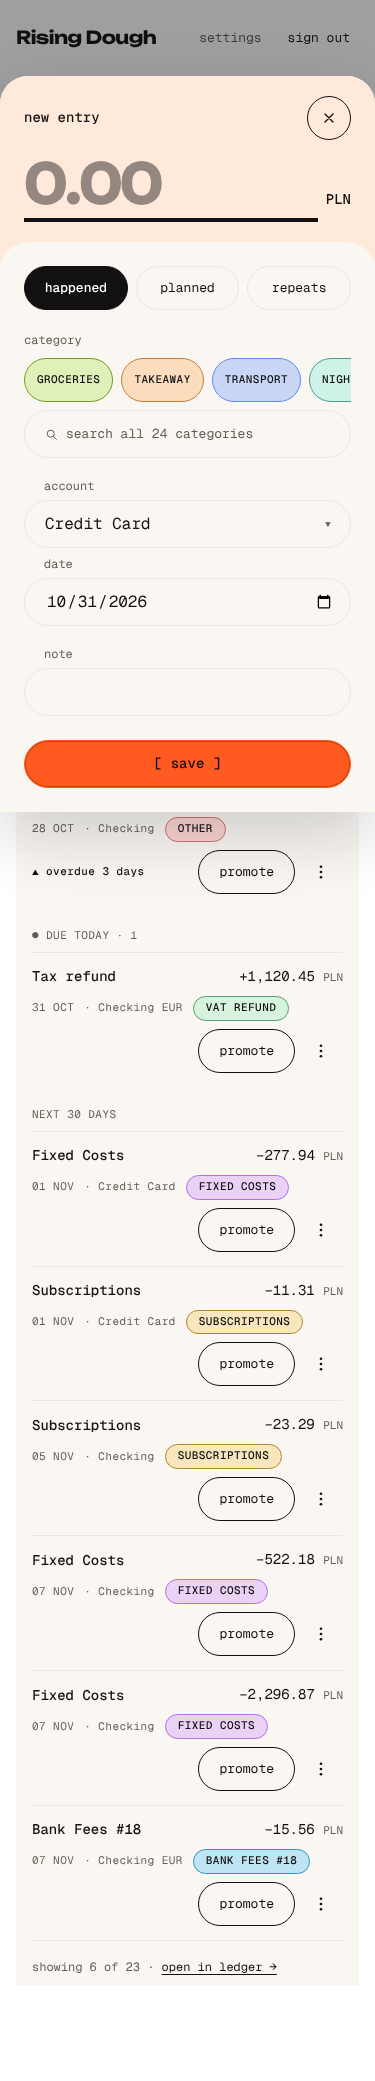 Rising Dough settings sign out
new entry ×
0.00 PLN
happened planned repeats
category
GROCERIES TAKEAWAY TRANSPORT NIGH
search all 24 categories
account
Credit Card ▾
date
10/31/2026
note
[ save ]
28 OCT · Checking OTHER
▲ overdue 3 days promote ⋮
● DUE TODAY · 1
Tax refund +1,120.45 PLN
31 OCT · Checking EUR VAT REFUND
promote ⋮
NEXT 30 DAYS
Fixed Costs −277.94 PLN
01 NOV · Credit Card FIXED COSTS
promote ⋮
Subscriptions −11.31 PLN
01 NOV · Credit Card SUBSCRIPTIONS
promote ⋮
Subscriptions −23.29 PLN
05 NOV · Checking SUBSCRIPTIONS
promote ⋮
Fixed Costs −522.18 PLN
07 NOV · Checking FIXED COSTS
promote ⋮
Fixed Costs −2,296.87 PLN
07 NOV · Checking FIXED COSTS
promote ⋮
Bank Fees #18 −15.56 PLN
07 NOV · Checking EUR BANK FEES #18
promote ⋮
showing 6 of 23 · open in ledger →